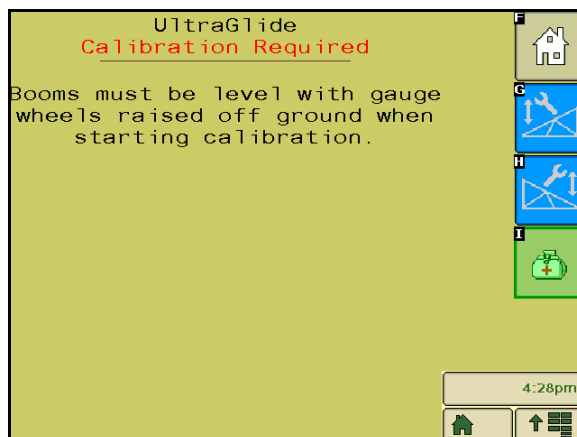 UltraGlide
Calibration Required
Booms must be level with gauge
wheels raised off ground when
starting calibration.
F
G
H
I
4:28pm